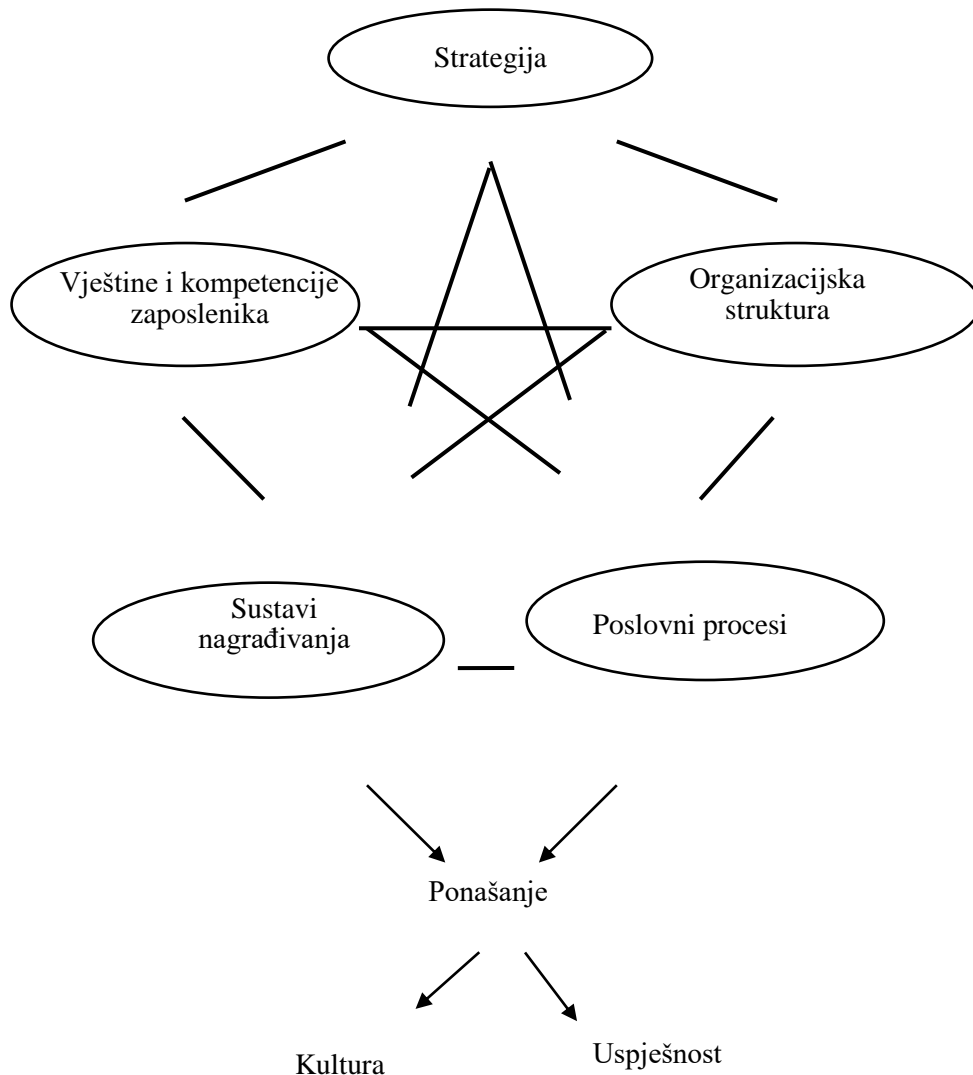 Strategija
Vještine i kompetencije
zaposlenika
Organizacijska
struktura
Sustavi
nagrađivanja
Poslovni procesi
Ponašanje
Kultura
Uspješnost